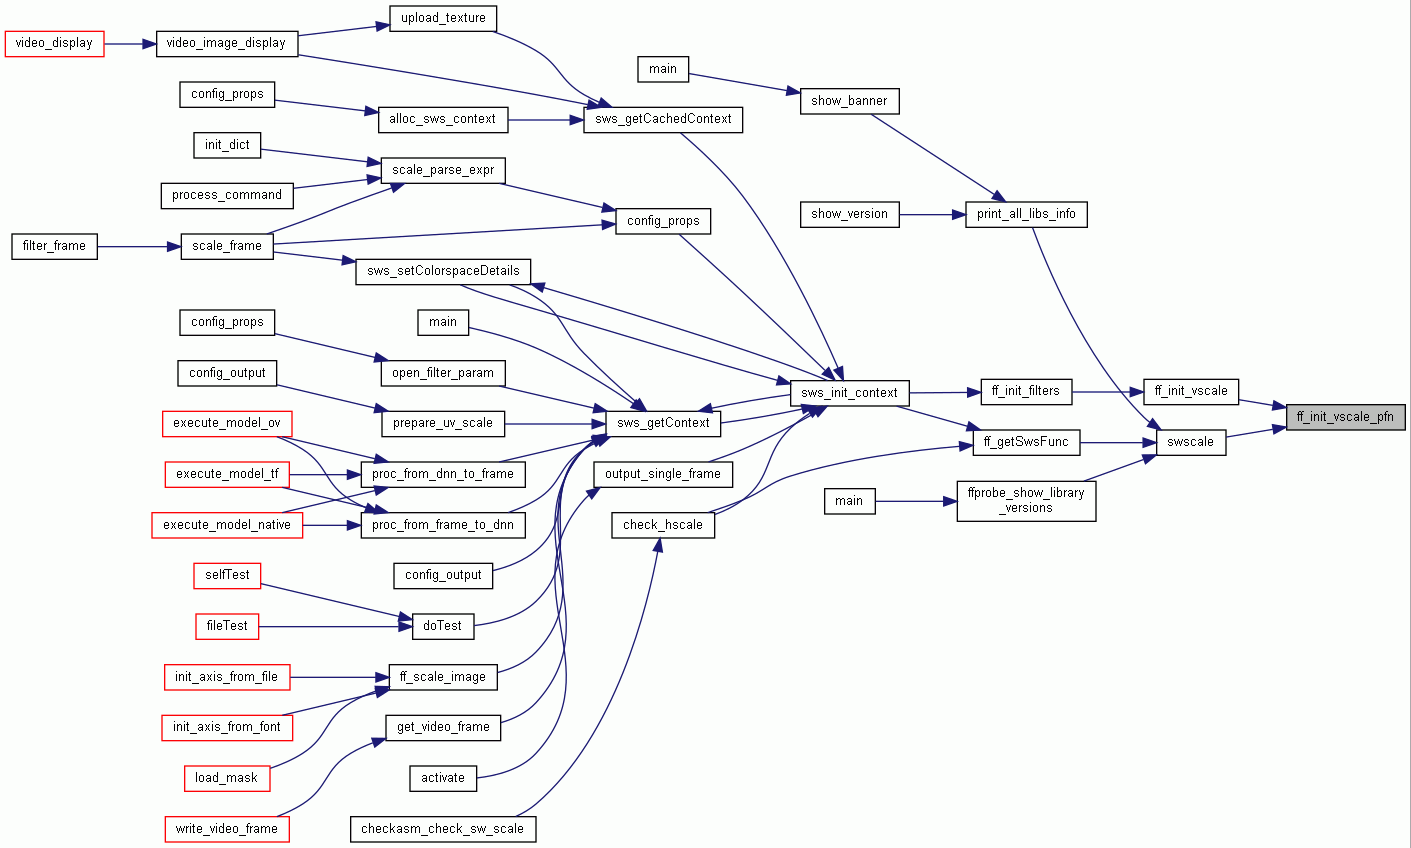 upload_texture
video_display
video_image_display
main
config_props
show_banner
alloc_sws_context
sws_getCachedContext
init_dict
scale_parse_expr
process_command
show_version
print_all_libs_info
config_props
filter_frame
scale_frame
sws_setColorspaceDetails
config_props
main
open_filter_param
config_output
sws_init_context
ff_init_filters
ff_init_vscale
execute_model_ov
prepare_uv_scale
sws_getContext
ff_init_vscale_pfn
ff_getSwsFunc
swscale
execute_model_tf
proc_from_dnn_to_frame
output_single_frame
ffprobe_show_library
_versions
main
execute_model_native
proc_from_frame_to_dnn
check_hscale
selfTest
config_output
fileTest
doTest
init_axis_from_file
ff_scale_image
init_axis_from_font
get_video_frame
load_mask
activate
write_video_frame
checkasm_check_sw_scale